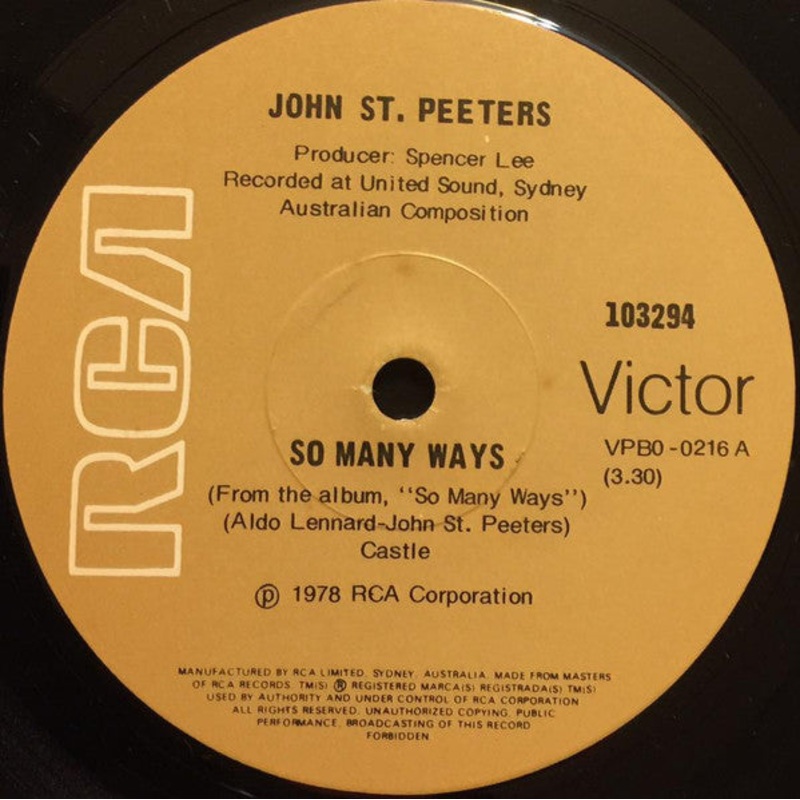 JOHN ST. PEETERS
Producer: Spencer Lee
Recorded at United Sound, Sydney
Australian Composition
RCA
103294
Victor
VPB0-0216 A
(3.30)
SO MANY WAYS
(From the album, "So Many Ways")
(Aldo Lennard-John St. Peeters)
Castle
℗ 1978 RCA Corporation
MANUFACTURED BY RCA LIMITED. SYDNEY. AUSTRALIA. MADE FROM MASTERS
OF RCA RECORDS. TM(S) ® REGISTERED MARCA(S) REGISTRADA(S) TM(S)
USED BY AUTHORITY AND UNDER CONTROL OF RCA CORPORATION
ALL RIGHTS RESERVED. UNAUTHORIZED COPYING. PUBLIC
PERFORMANCE. BROADCASTING OF THIS RECORD
FORBIDDEN